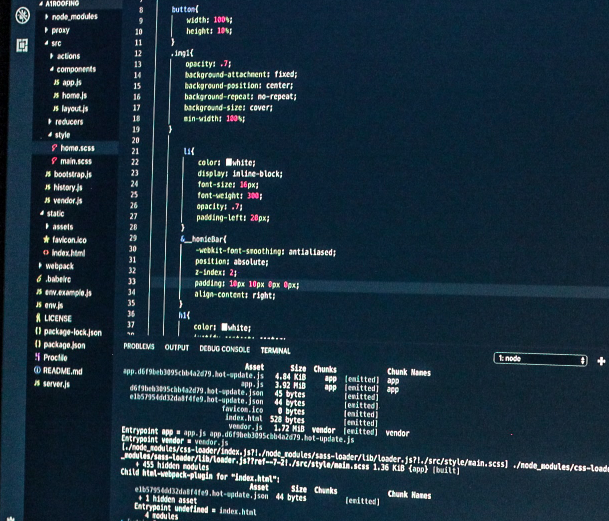 A1ROOFING
node_modules
proxy
src
actions
components
app.js
home.js
layout.js
reducers
style
home.scss
main.scss
bootstrap.js
history.js
vendor.js
static
assets
favicon.ico
index.html
webpack
.babelrc
env.example.js
env.js
LICENSE
package-lock.json
package.json
Procfile
README.md
server.js
8 button{
9 width: 100%;
10 height: 10%;
11 }
12 .img1{
13 opacity: .7;
14 background-attachment: fixed;
15 background-position: center;
16 background-repeat: no-repeat;
17 background-size: cover;
18 min-width: 100%;
19 }
20
21 li{
22 color: white;
23 display: inline-block;
24 font-size: 16px;
25 font-weight: 300;
26 opacity: .7;
27 padding-left: 20px;
28 }
29 &__homieBar{
30 -webkit-font-smoothing: antialiased;
31 position: absolute;
32 z-index: 2;
33 padding: 10px 10px 0px 0px;
34 align-content: right;
35 }
36 h1{
37 color: white;
PROBLEMS OUTPUT DEBUG CONSOLE TERMINAL
1: node
Asset Size Chunks Chunk Names
app.d6f9beb3095cbb4a2d79.hot-update.js 4.84 KiB app [emitted] app
app.js 3.92 MiB app [emitted] app
d6f9beb3095cbb4a2d79.hot-update.json 45 bytes [emitted]
e1b57954dd32da8f4fe9.hot-update.json 44 bytes [emitted]
favicon.ico 0 bytes [emitted]
index.html 528 bytes [emitted]
vendor.js 1.72 MiB vendor [emitted] vendor
Entrypoint app = app.js app.d6f9beb3095cbb4a2d79.hot-update.js
Entrypoint vendor = vendor.js
[./node_modules/css-loader/index.js?!./node_modules/sass-loader/lib/loader.js?!./src/style/main.scss] ./node_modules/css-load
_modules/sass-loader/lib/loader.js??ref--7-2!./src/style/main.scss 1.36 KiB {app} [built]
+ 455 hidden modules
Child html-webpack-plugin for "index.html":
Asset Size Chunks Chunk Names
e1b57954dd32da8f4fe9.hot-update.json 44 bytes [emitted]
+ 1 hidden asset
Entrypoint undefined = index.html
4 modules